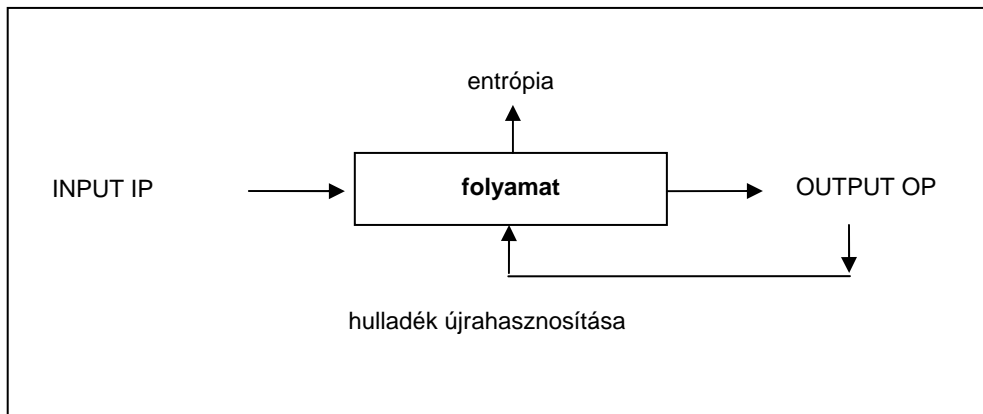 entrópia
INPUT IP
folyamat
OUTPUT OP
hulladék újrahasznosítása